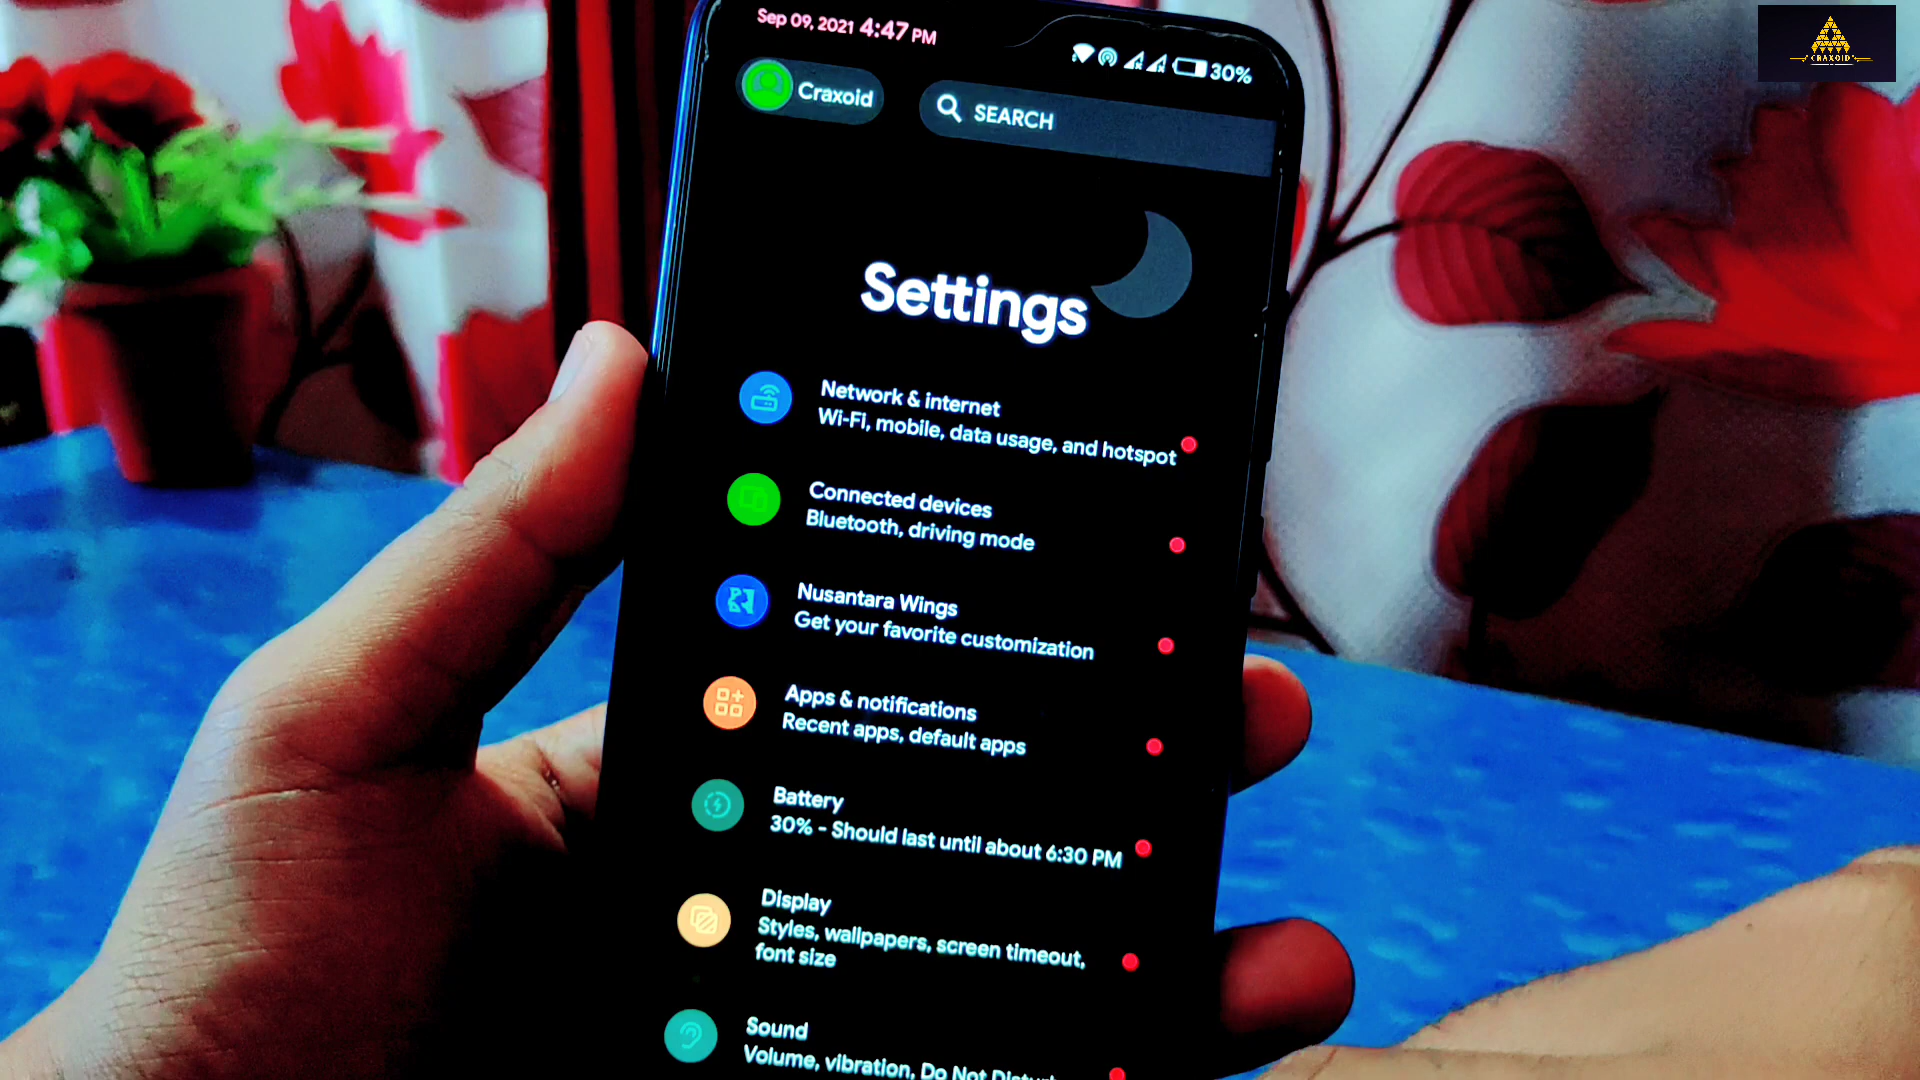 Sep 09, 2021 4:47 PM
30%
CRAXOID
Craxoid
SEARCH
Settings
Network & internet
Wi-Fi, mobile, data usage, and hotspot
Connected devices
Bluetooth, driving mode
Nusantara Wings
Get your favorite customization
Apps & notifications
Recent apps, default apps
Battery
30% - Should last until about 6:30 PM
Display
Styles, wallpapers, screen timeout,
font size
Sound
Volume, vibration, Do Not Disturb